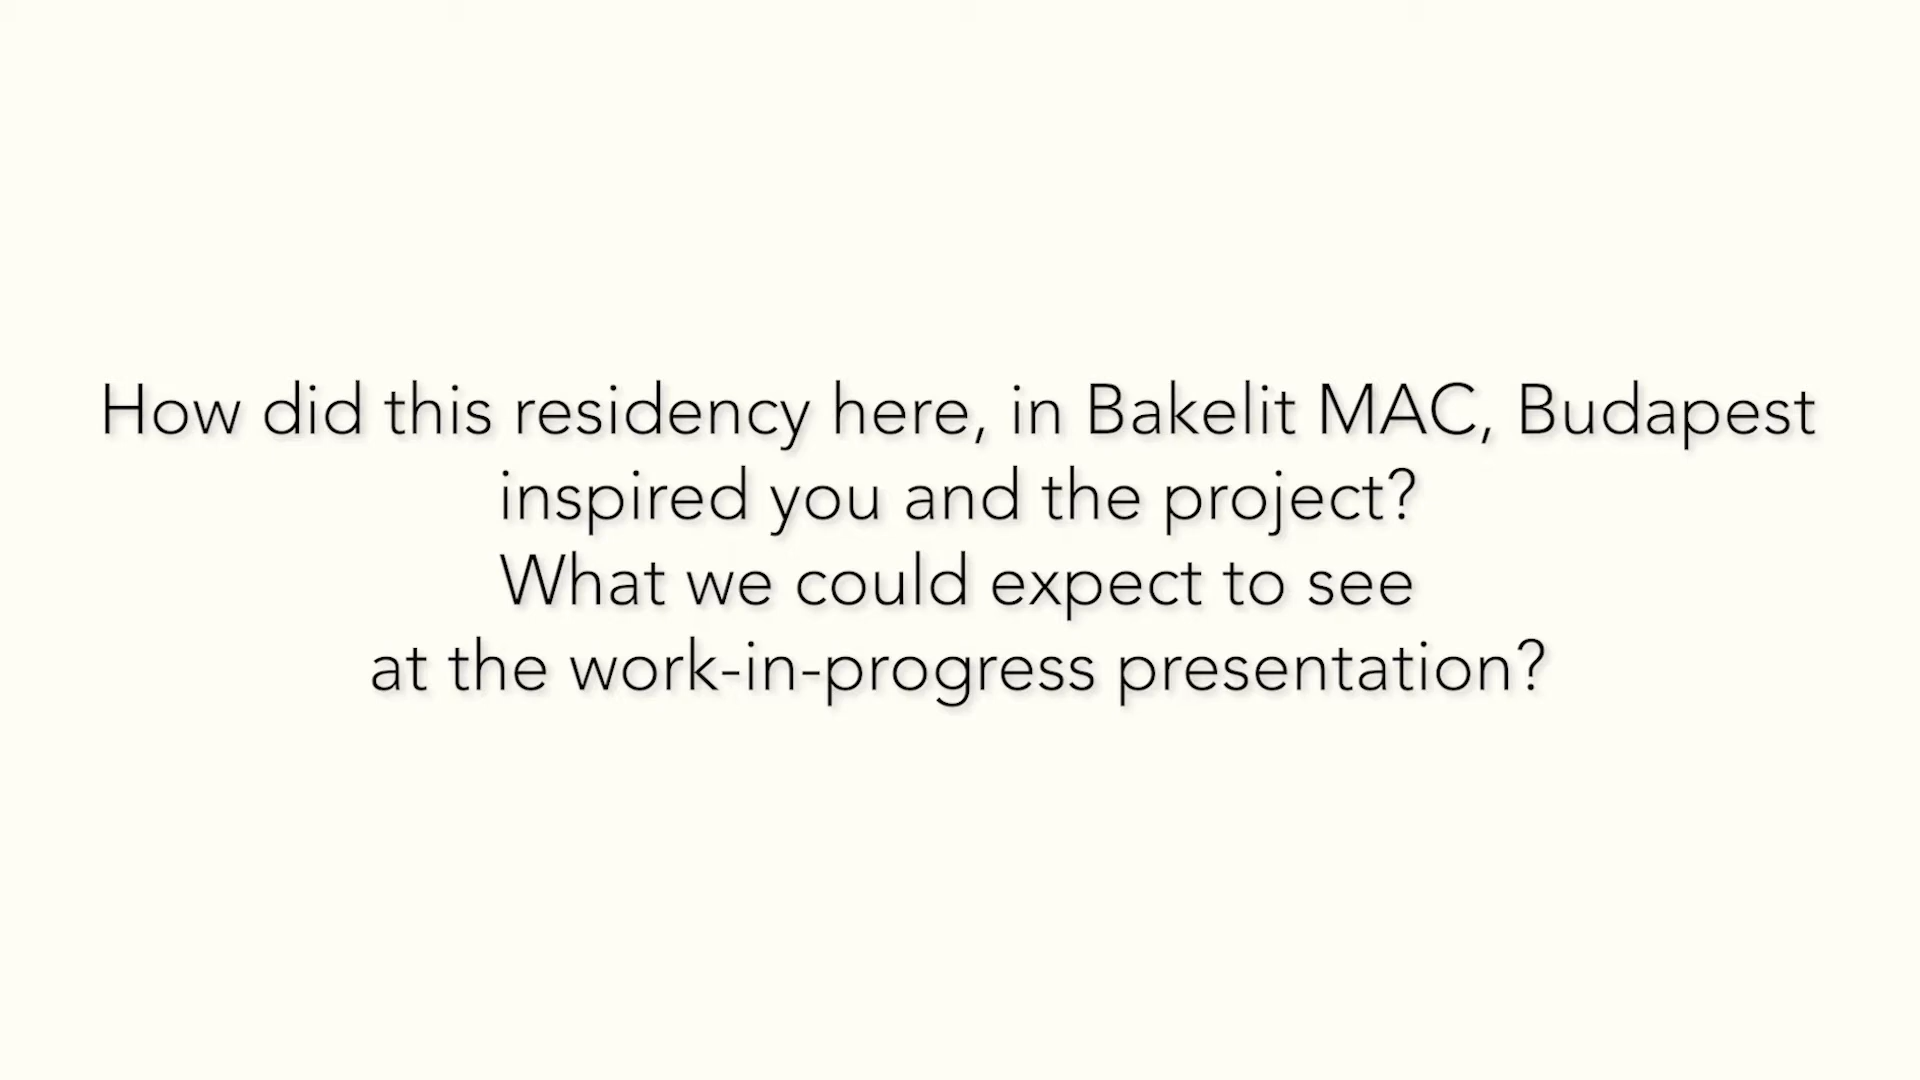 How did this residency here, in Bakelit MAC, Budapest
inspired you and the project?
What we could expect to see
at the work-in-progress presentation?